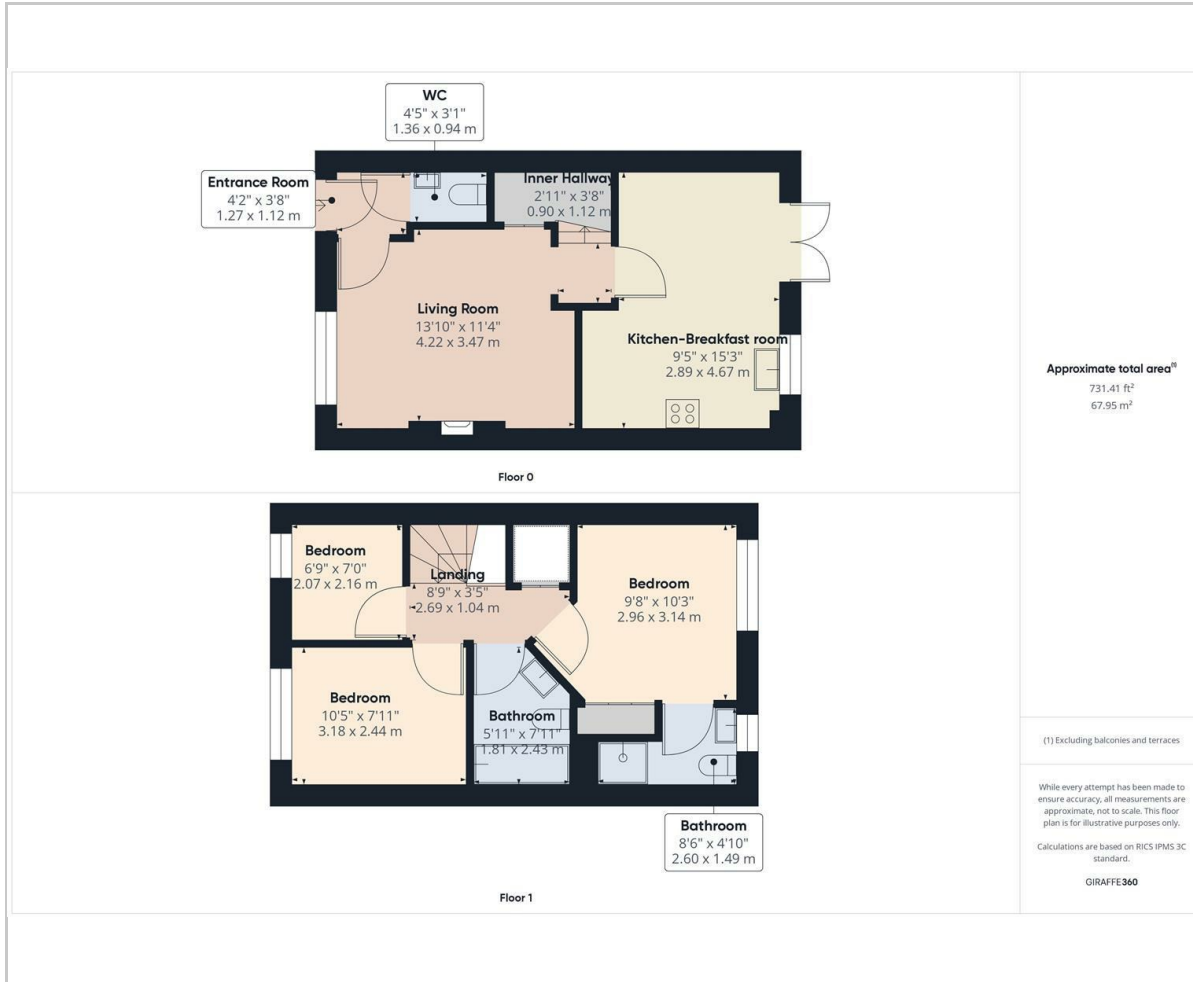 WC
4'5" x 3'1"
1.36 x 0.94 m
Entrance Room
4'2" x 3'8"
1.27 x 1.12 m
Inner Hallway
2'11" x 3'8"
0.90 x 1.12 m
Living Room
13'10" x 11'4"
4.22 x 3.47 m
Kitchen-Breakfast room
9'5" x 15'3"
2.89 x 4.67 m
Floor 0
Bedroom
6'9" x 7'0"
2.07 x 2.16 m
Landing
8'9" x 3'5"
2.69 x 1.04 m
Bedroom
9'8" x 10'3"
2.96 x 3.14 m
Bedroom
10'5" x 7'11"
3.18 x 2.44 m
Bathroom
5'11" x 7'11"
1.81 x 2.43 m
Bathroom
8'6" x 4'10"
2.60 x 1.49 m
Floor 1
Approximate total area(1)
731.41 ft²
67.95 m²
(1) Excluding balconies and terraces
While every attempt has been made to
ensure accuracy, all measurements are
approximate, not to scale. This floor
plan is for illustrative purposes only.
Calculations are based on RICS IPMS 3C
standard.
GIRAFFE360